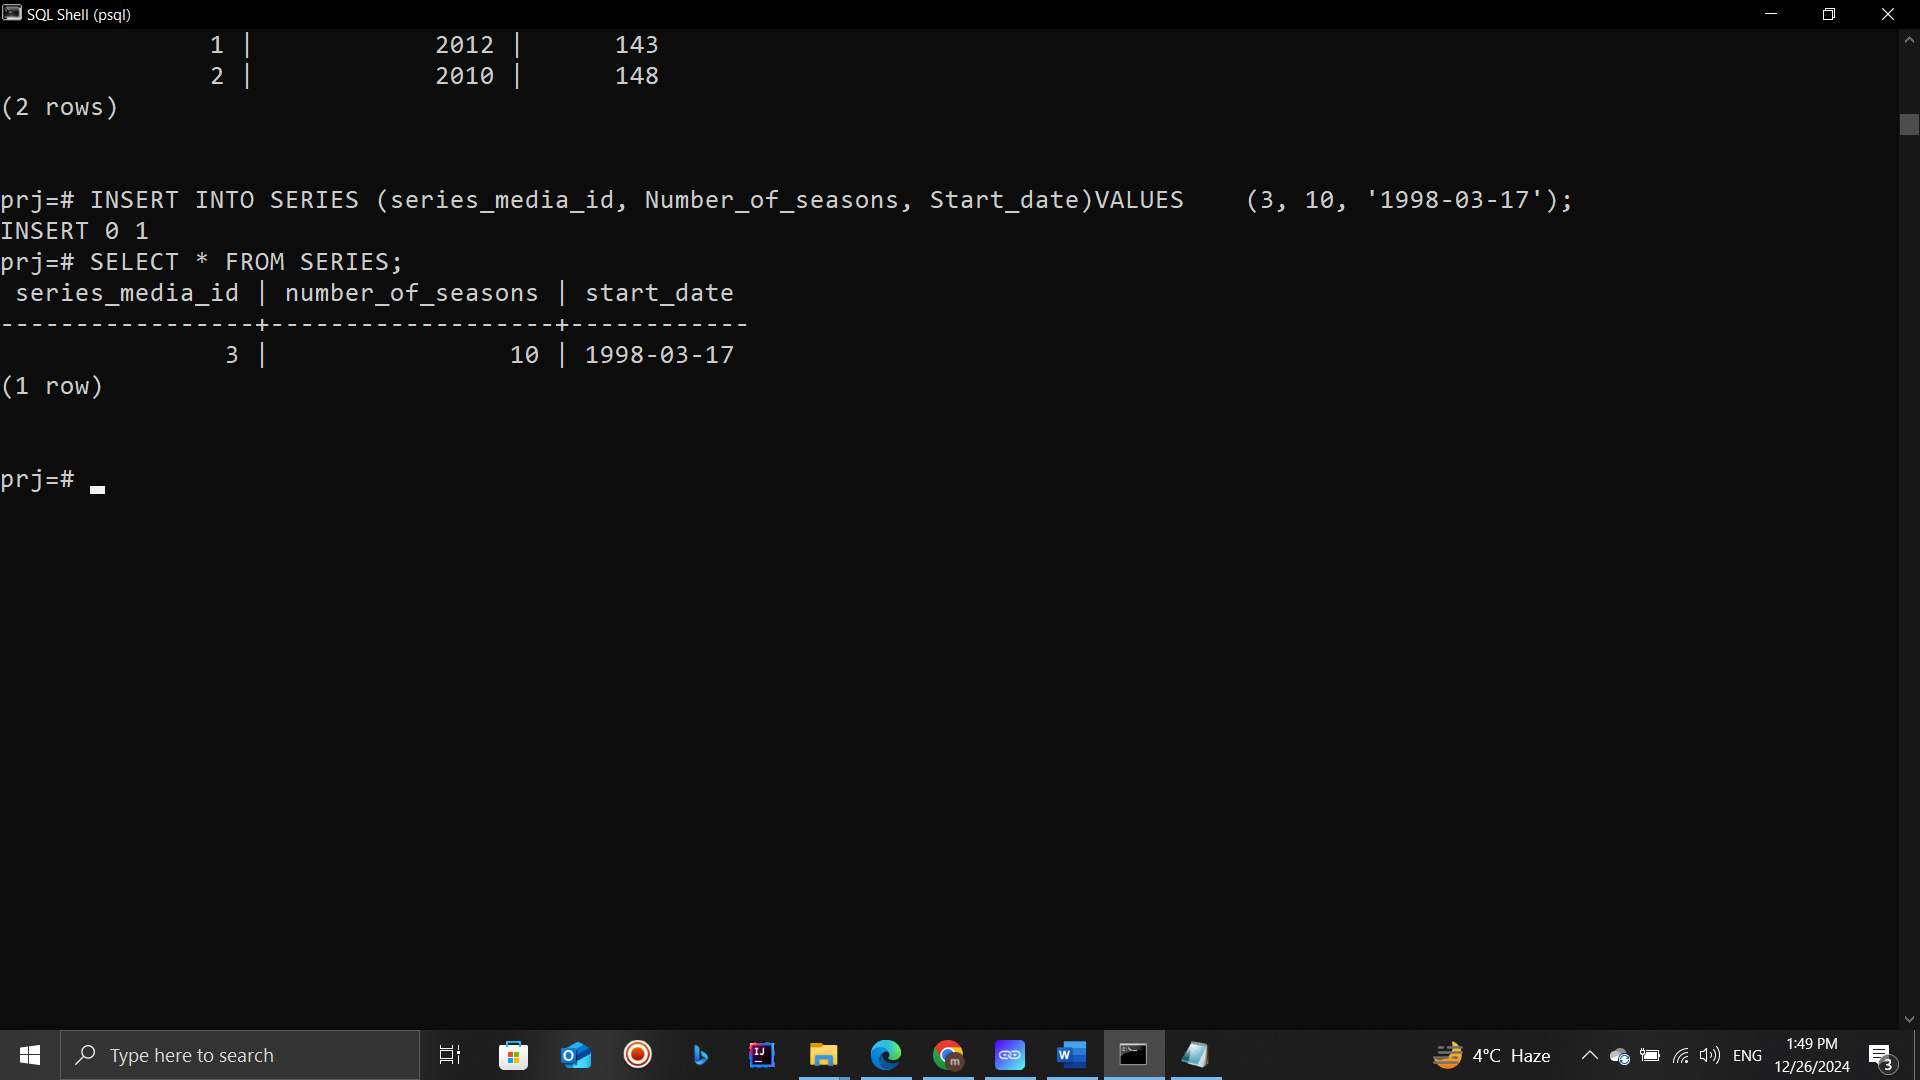 SQL Shell (psql)
1 | 2012 | 143
2 | 2010 | 148
(2 rows)
prj=# INSERT INTO SERIES (series_media_id, Number_of_seasons, Start_date)VALUES    (3, 10, '1998-03-17');
INSERT 0 1
prj=# SELECT * FROM SERIES;
 series_media_id | number_of_seasons | start_date
-----------------+-------------------+------------
               3 |                10 | 1998-03-17
(1 row)
prj=#
Type here to search
4°C Haze
ENG
1:49 PM
12/26/2024
3